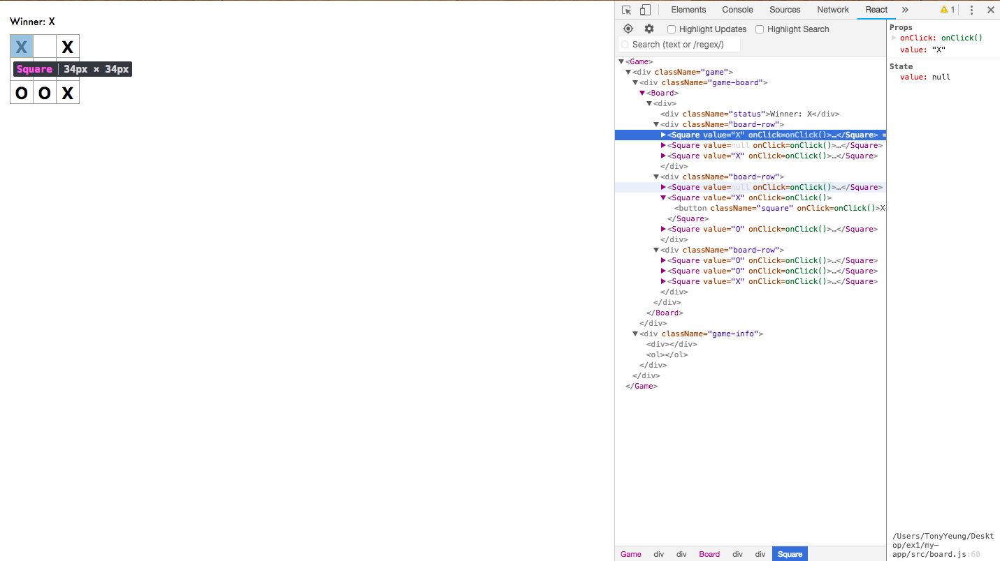 Winner: X
X X
Square 34px × 34px
O O X
Elements Console Sources Network React » 1
Highlight Updates Highlight Search
Search (text or /regex/)
<Game>
<div className="game">
<div className="game-board">
<Board>
<div>
<div className="status">Winner: X</div>
<div className="board-row">
<Square value="X" onClick=onClick()>…</Square> =
<Square value=null onClick=onClick()>…</Square>
<Square value="X" onClick=onClick()>…</Square>
</div>
<div className="board-row">
<Square value=null onClick=onClick()>…</Square>
<Square value="X" onClick=onClick()>
<button className="square" onClick=onClick()>X<
</Square>
<Square value="O" onClick=onClick()>…</Square>
</div>
<div className="board-row">
<Square value="O" onClick=onClick()>…</Square>
<Square value="O" onClick=onClick()>…</Square>
<Square value="X" onClick=onClick()>…</Square>
</div>
</div>
</Board>
</div>
<div className="game-info">
<div></div>
<ol></ol>
</div>
</div>
</Game>
Game div div Board div div Square
Props
onClick: onClick()
value: "X"
State
value: null
/Users/TonyYeung/Deskt
op/ex1/my-
app/src/board.js:60